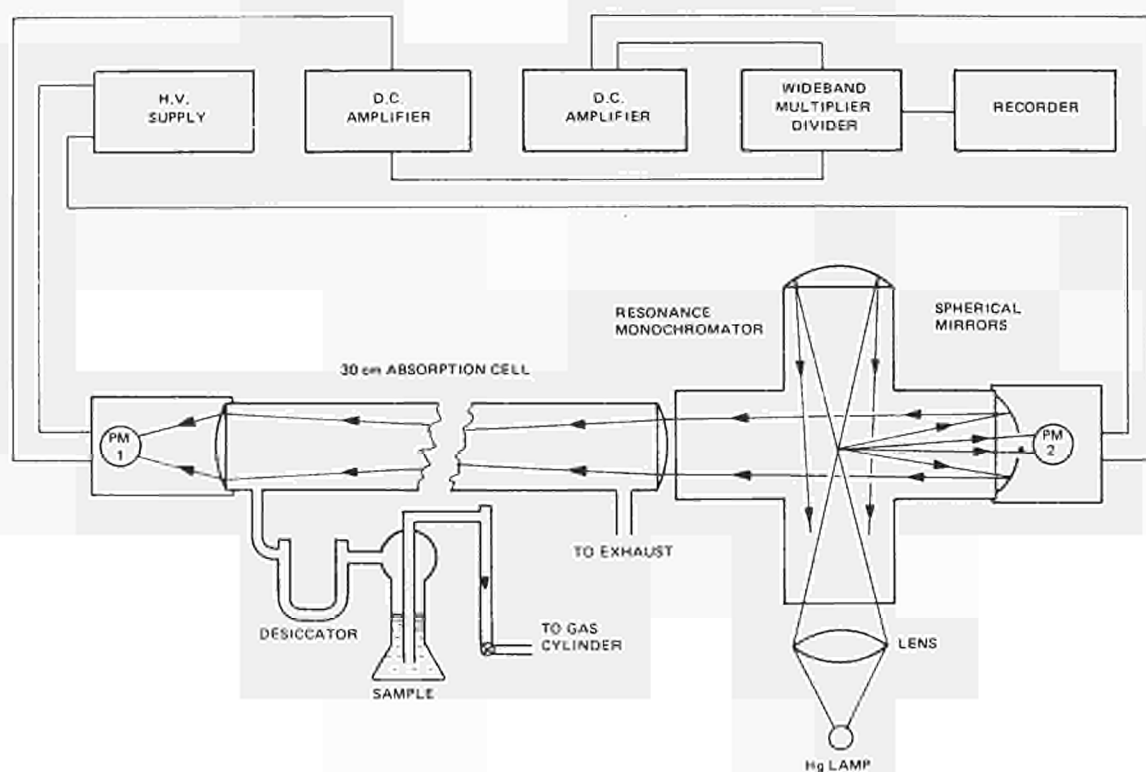 H.V.
SUPPLY
D.C.
AMPLIFIER
D.C.
AMPLIFIER
WIDEBAND
MULTIPLIER
DIVIDER
RECORDER
RESONANCE
MONOCHROMATOR
SPHERICAL
MIRRORS
30 cm ABSORPTION CELL
PM
1
PM
2
TO EXHAUST
DESICCATOR
TO GAS
CYLINDER
SAMPLE
LENS
Hg LAMP